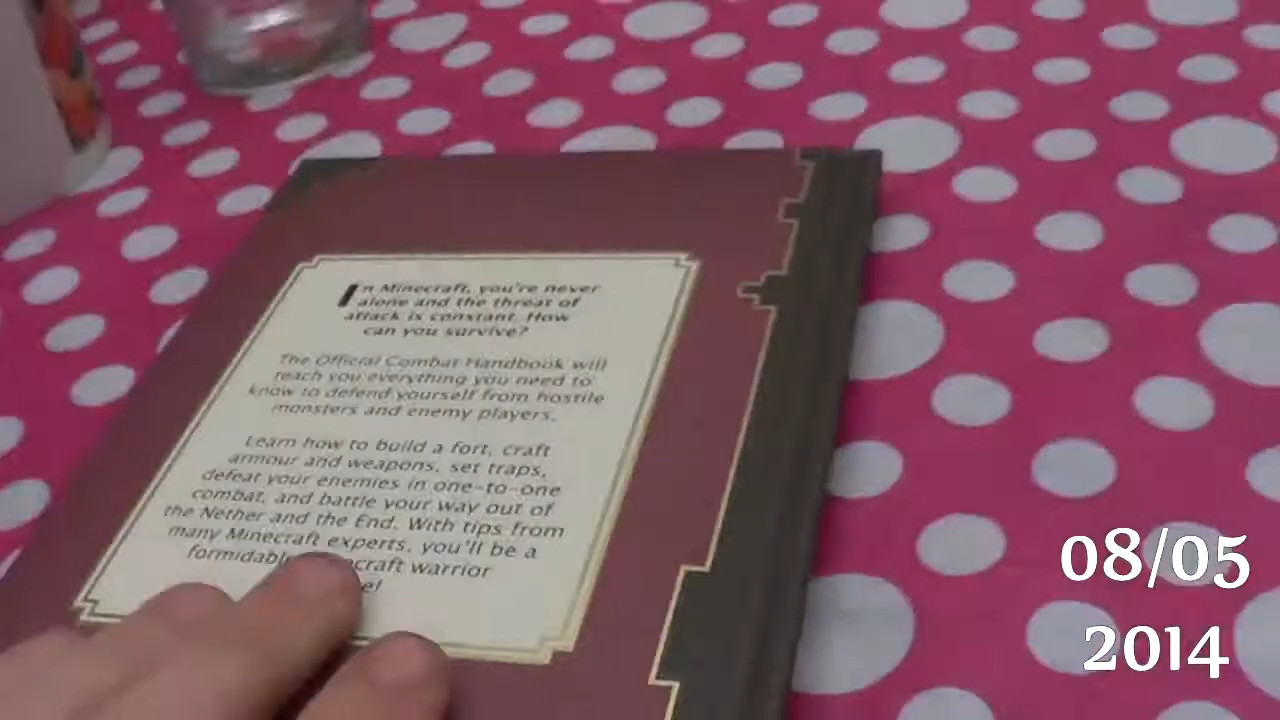 In Minecraft, you're never
alone and the threat of
attack is constant. How
can you survive?
The Official Combat Handbook will
teach you everything you need to
know to defend yourself from hostile
monsters and enemy players.
Learn how to build a fort, craft
armour and weapons, set traps,
defeat your enemies in one-to-one
combat, and battle your way out of
the Nether and the End. With tips from
many Minecraft experts, you'll be a
warrior
08/05
2014